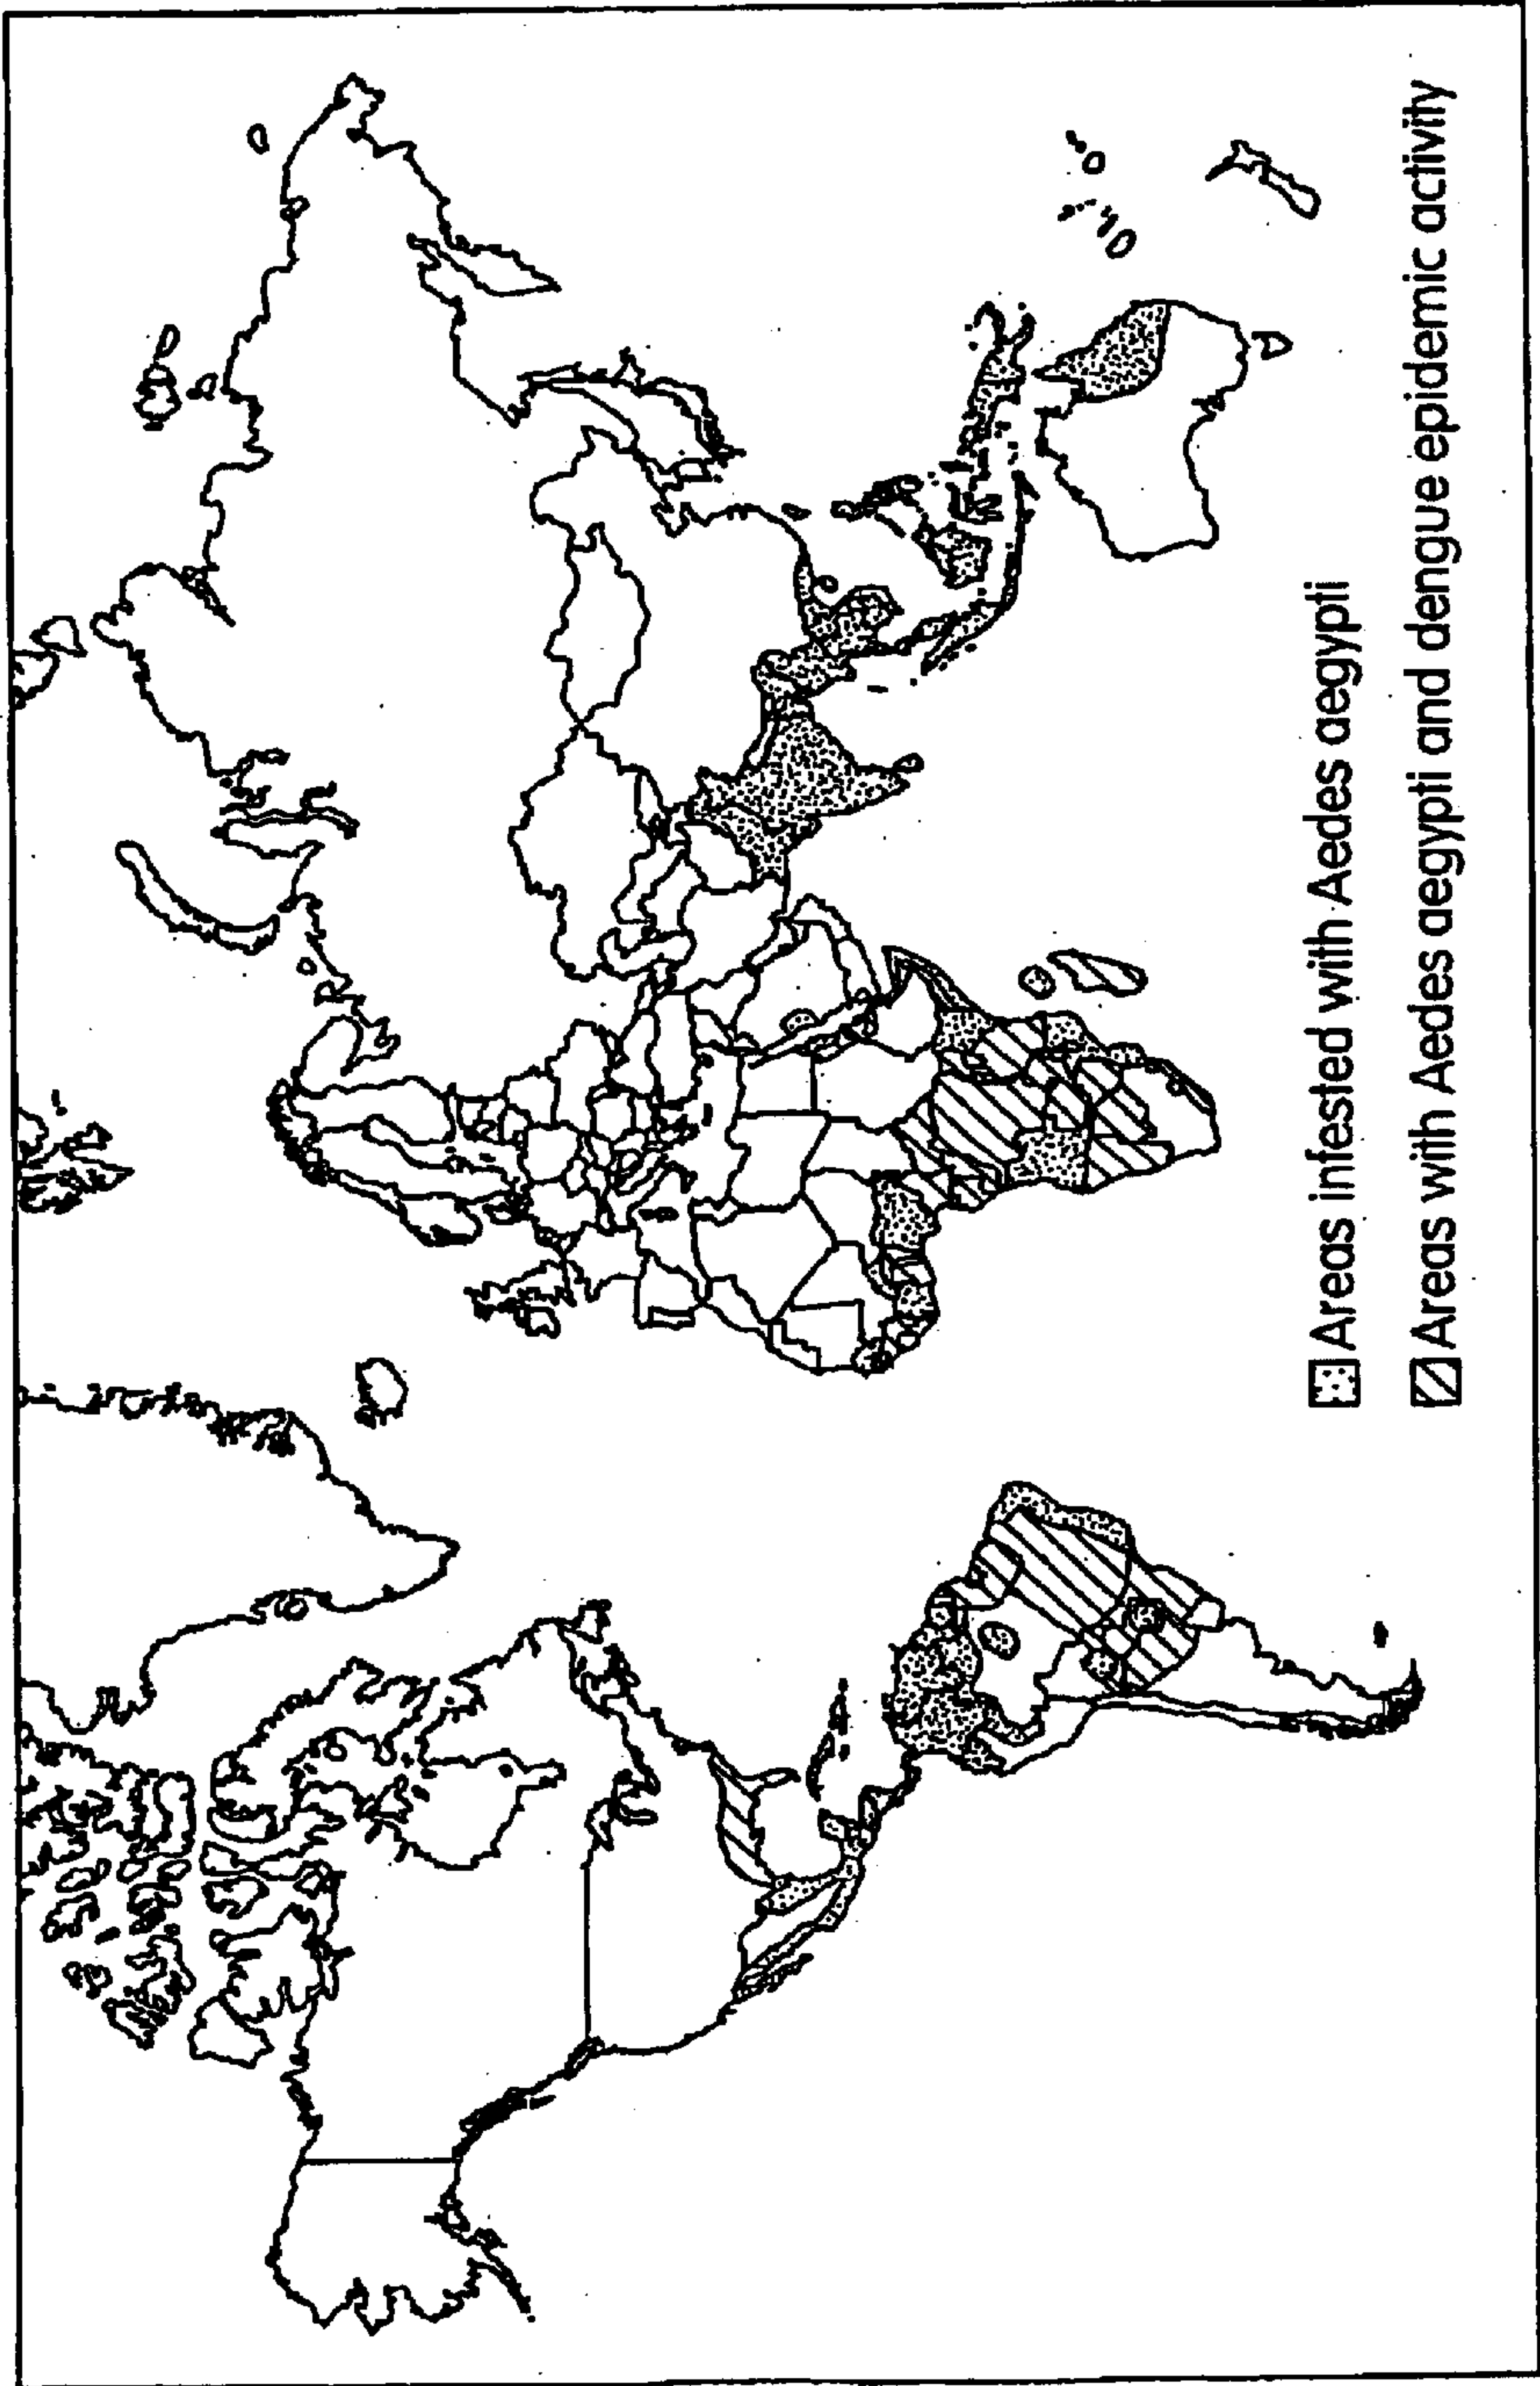 Areas infested with Aedes aegypti
Areas with Aedes aegypti and dengue epidemic activity